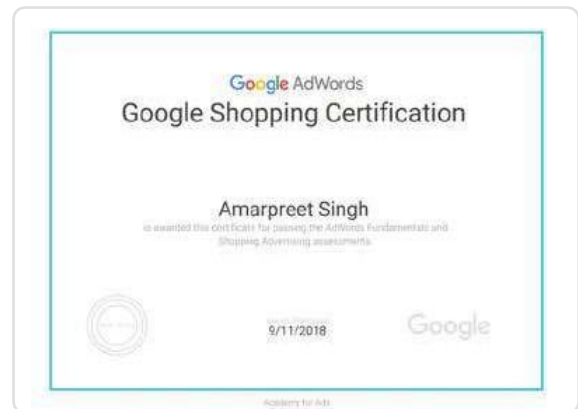 Google AdWords
Google Shopping Certification
Amarpreet Singh
is awarded this certificate for passing the AdWords Fundamentals and
Shopping Advertising assessments.
9/11/2018
Google
Academy for Ads